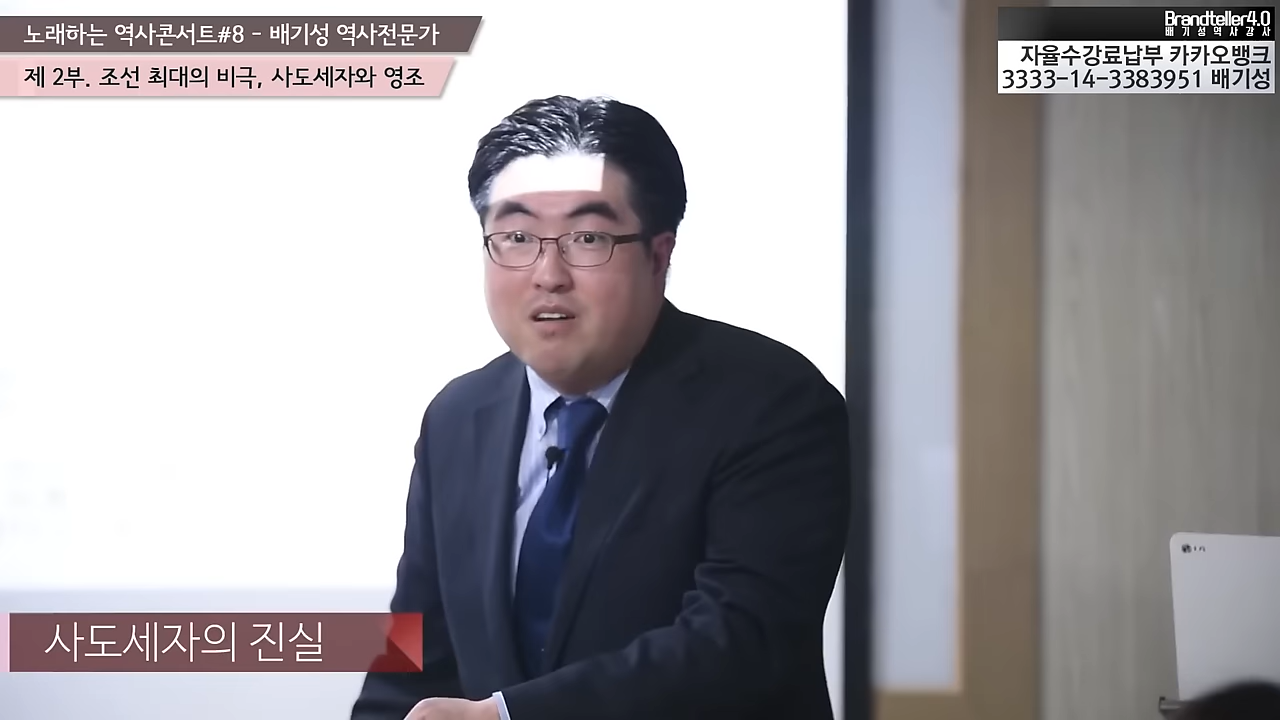 노래하는 역사콘서트#8 - 배기성 역사전문가
제 2부. 조선 최대의 비극, 사도세자와 영조
Brandteller4.0
배기성역사강사
자율수강료납부 카카오뱅크
3333-14-3383951 배기성
사도세자의 진실